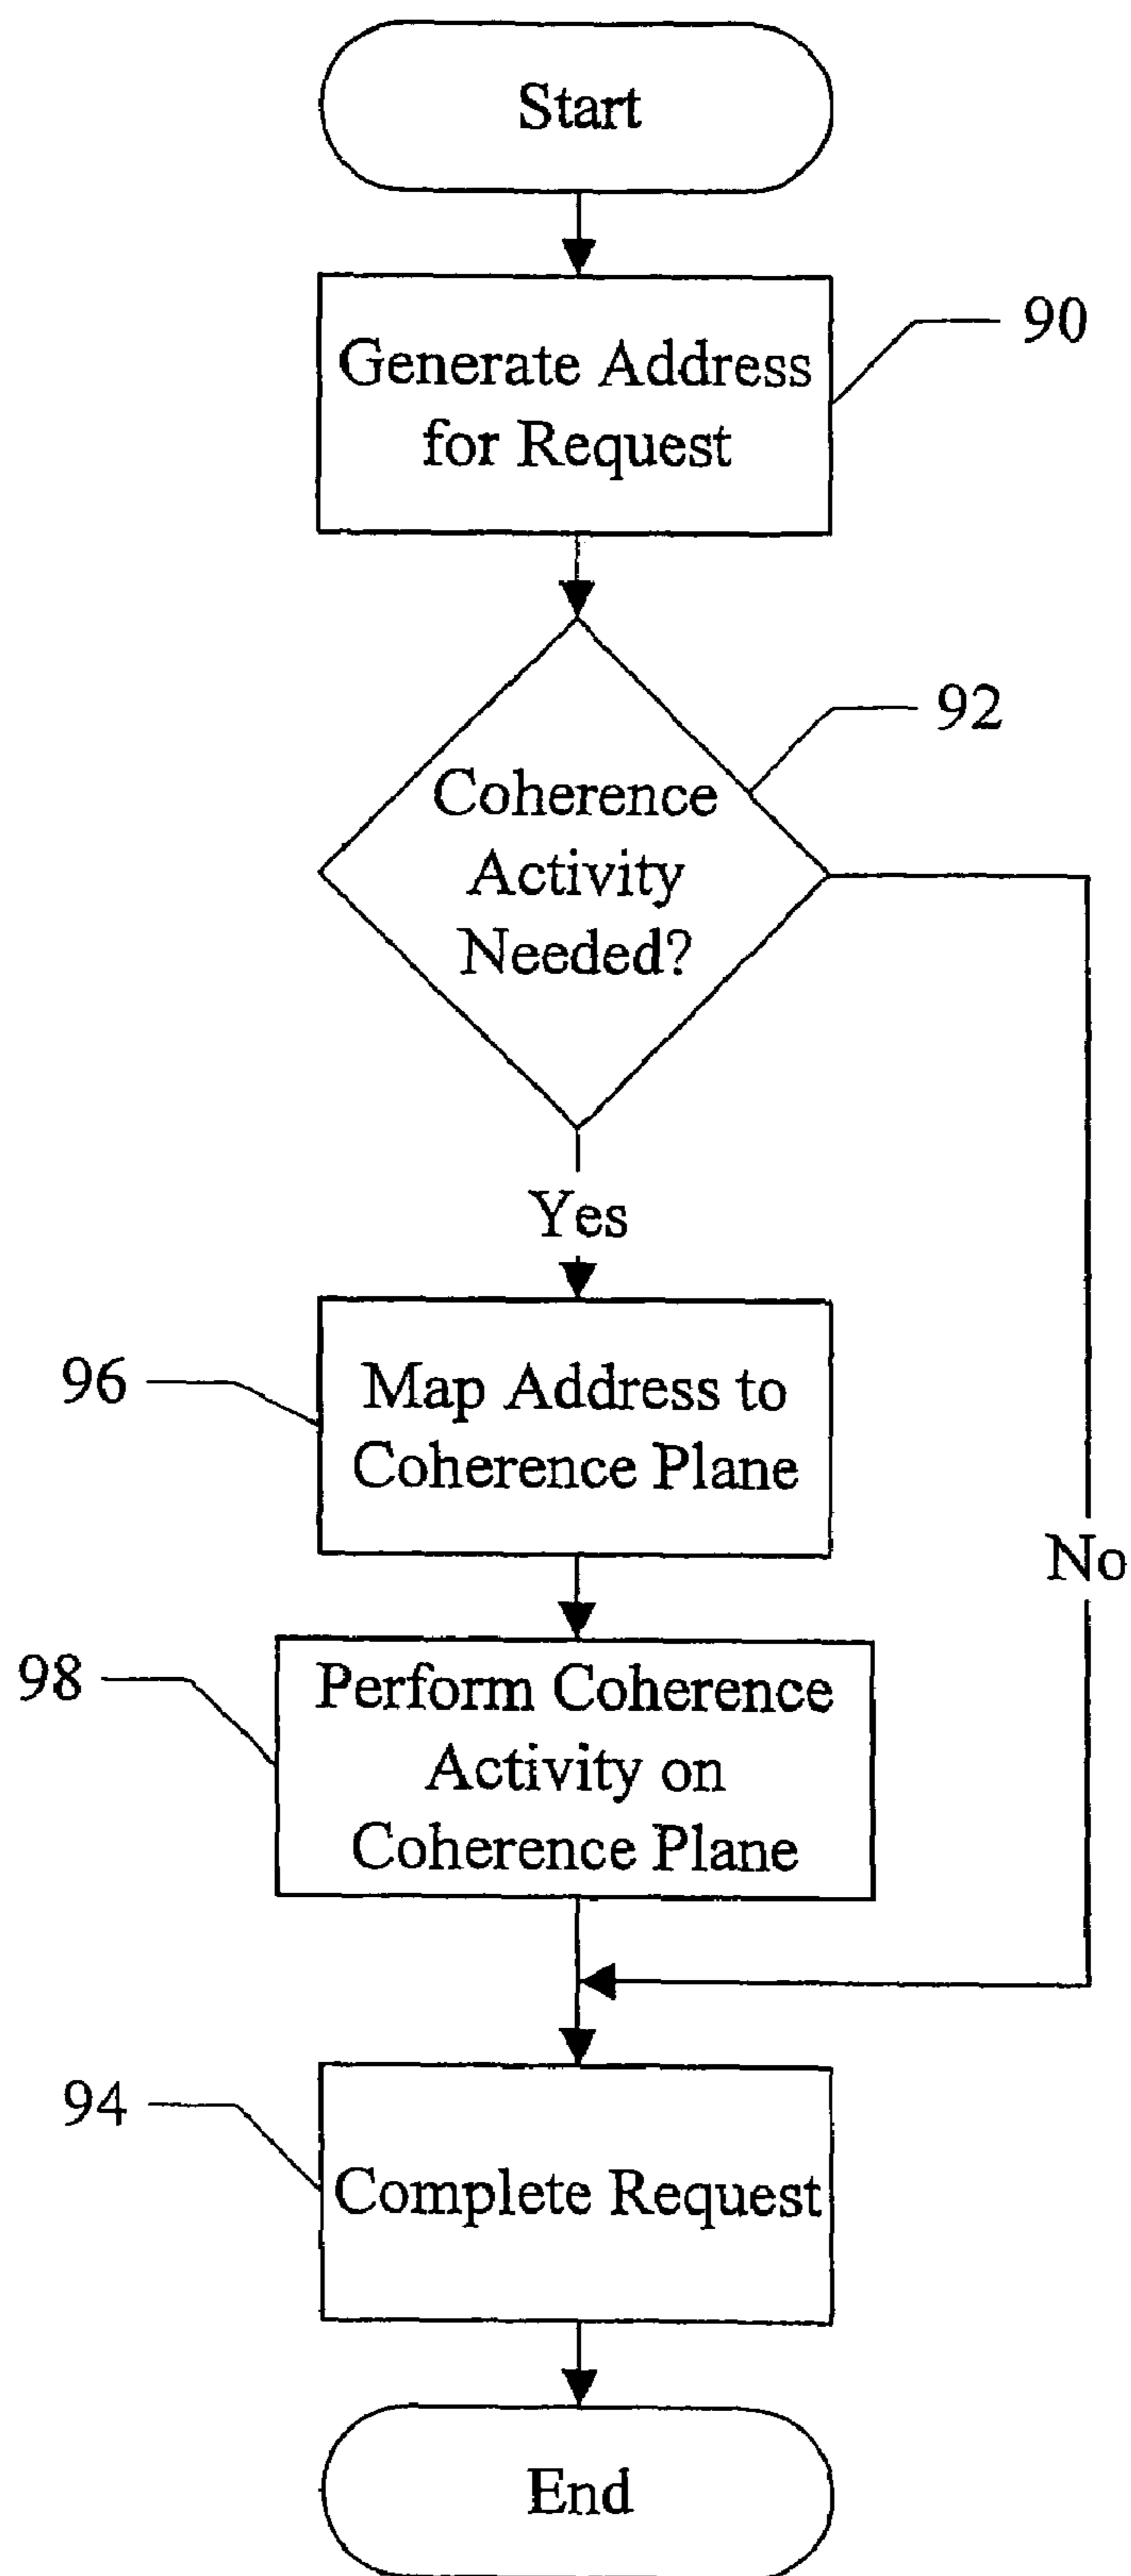 Start
Generate Address
for Request
90
Coherence
Activity
Needed?
92
Yes
Map Address to
Coherence Plane
96
No
Perform Coherence
Activity on
Coherence Plane
98
Complete Request
94
End